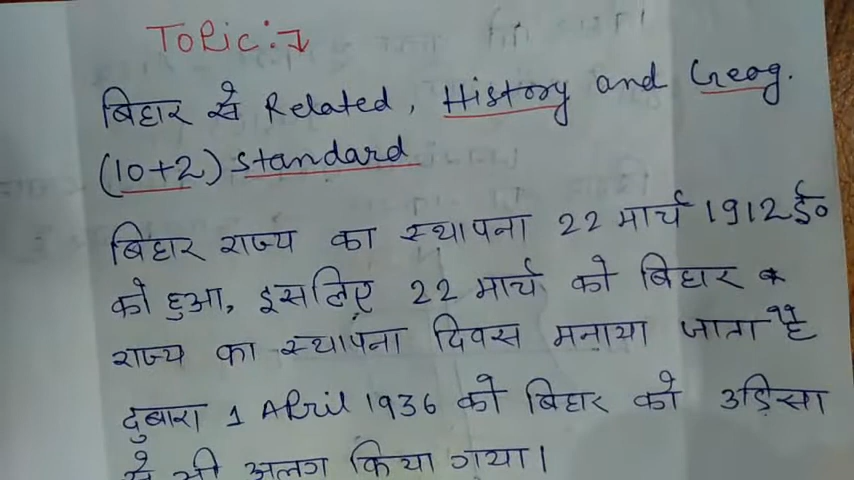 Topic:-
बिहार से Related, History and Geog.
(10+2) standard
बिहार राज्य का स्थापना 22 मार्च 1912 ई०
को हुआ, इसलिए 22 मार्च को बिहार
राज्य का स्थापना दिवस मनाया जाता है
दुबारा 1 April 1936 को बिहार को उड़िसा
से भी अलग किया गया।